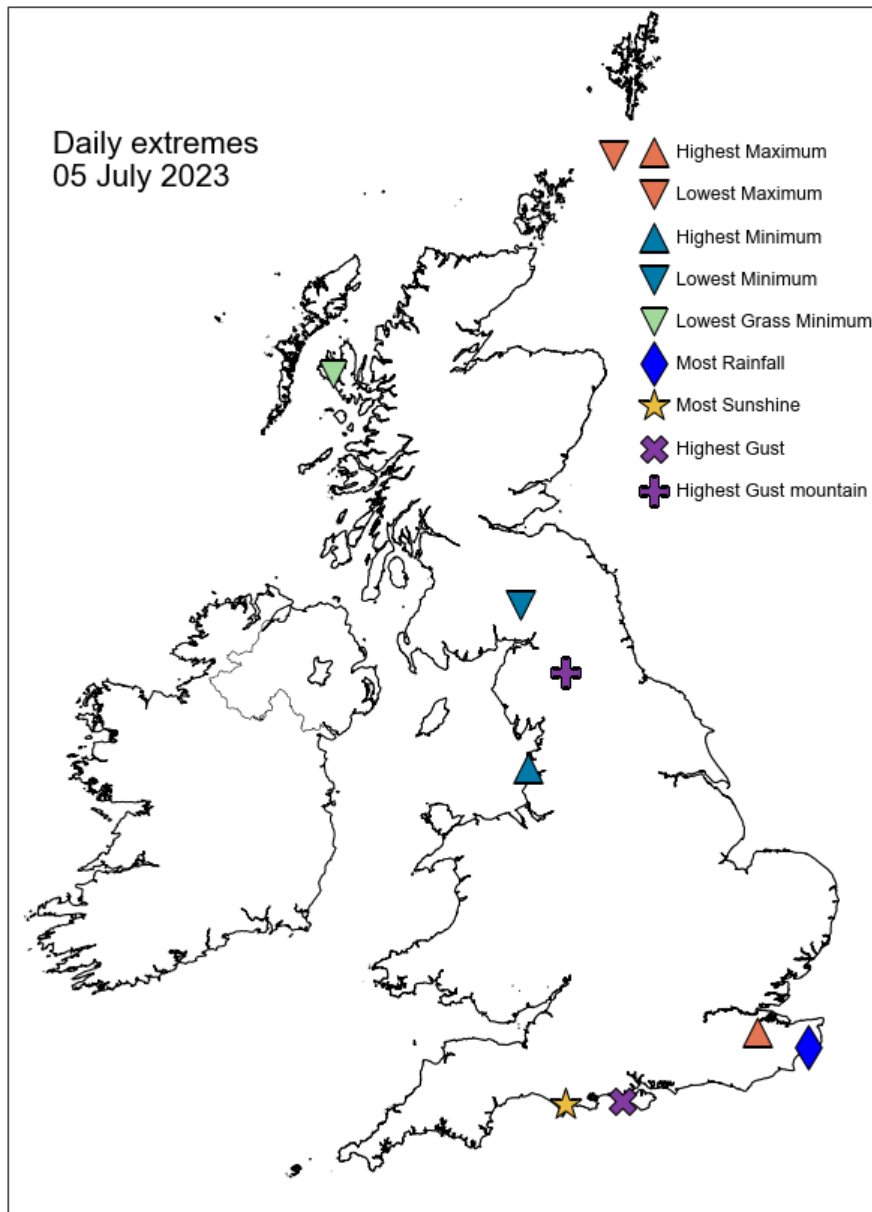 Daily extremes
05 July 2023
Highest Maximum
Lowest Maximum
Highest Minimum
Lowest Minimum
Lowest Grass Minimum
Most Rainfall
Most Sunshine
Highest Gust
Highest Gust mountain